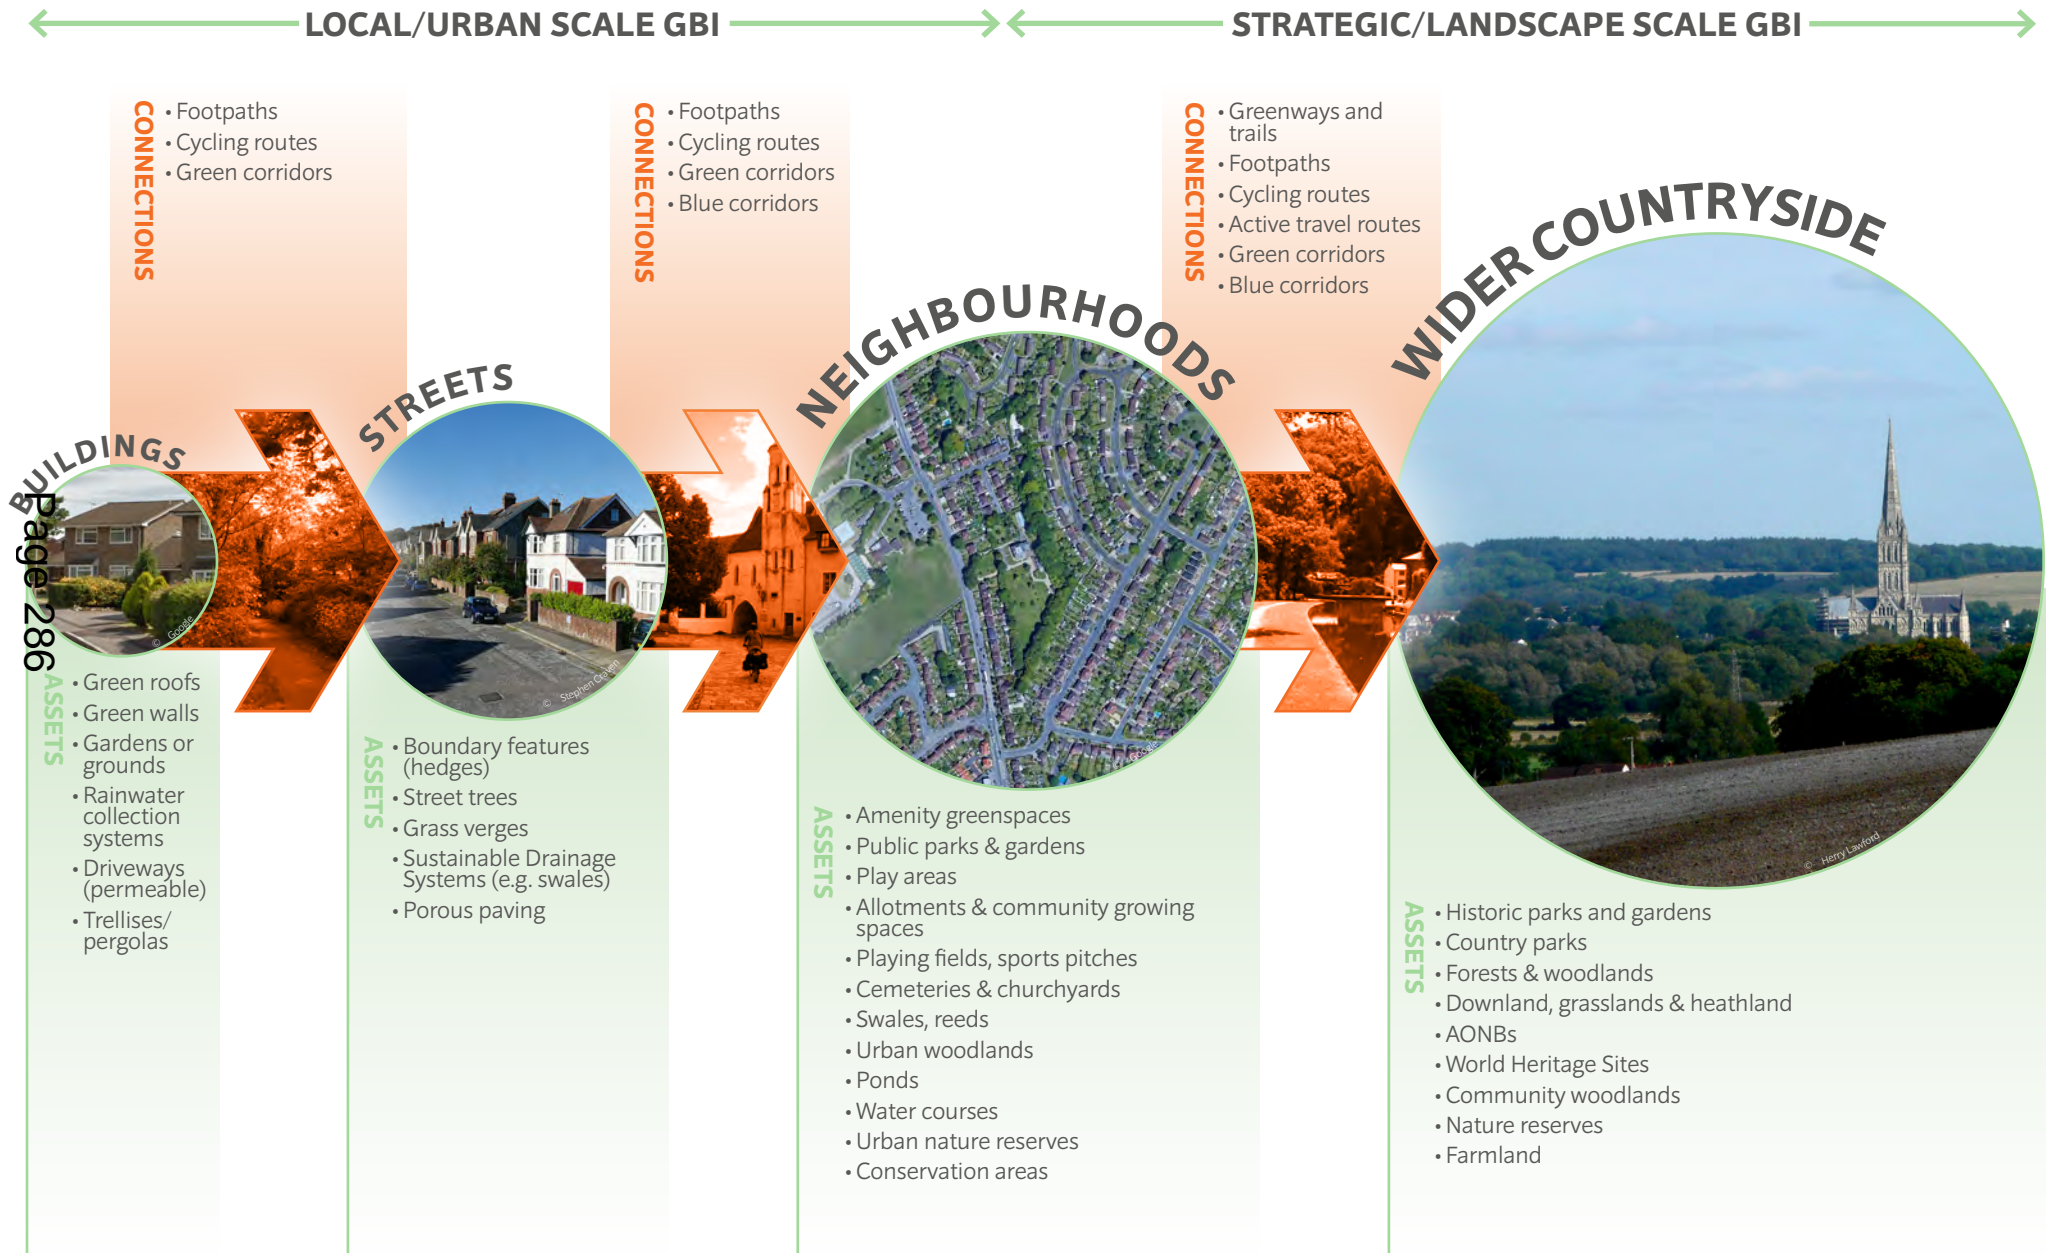 LOCAL/URBAN SCALE GBI
STRATEGIC/LANDSCAPE SCALE GBI
CONNECTIONS
• Footpaths
• Cycling routes
• Green corridors
CONNECTIONS
• Footpaths
• Cycling routes
• Green corridors
• Blue corridors
CONNECTIONS
• Greenways and
trails
• Footpaths
• Cycling routes
• Active travel routes
• Green corridors
• Blue corridors
BUILDINGS
© Google
Page 286
ASSETS
• Green roofs
• Green walls
• Gardens or
grounds
• Rainwater
collection
systems
• Driveways
(permeable)
• Trellises/
pergolas
STREETS
© Stephen Craven
ASSETS
• Boundary features
(hedges)
• Street trees
• Grass verges
• Sustainable Drainage
Systems (e.g. swales)
• Porous paving
NEIGHBOURHOODS
© Google
ASSETS
• Amenity greenspaces
• Public parks & gardens
• Play areas
• Allotments & community growing
spaces
• Playing fields, sports pitches
• Cemeteries & churchyards
• Swales, reeds
• Urban woodlands
• Ponds
• Water courses
• Urban nature reserves
• Conservation areas
WIDER COUNTRYSIDE
© Herry Lawford
ASSETS
• Historic parks and gardens
• Country parks
• Forests & woodlands
• Downland, grasslands & heathland
• AONBs
• World Heritage Sites
• Community woodlands
• Nature reserves
• Farmland